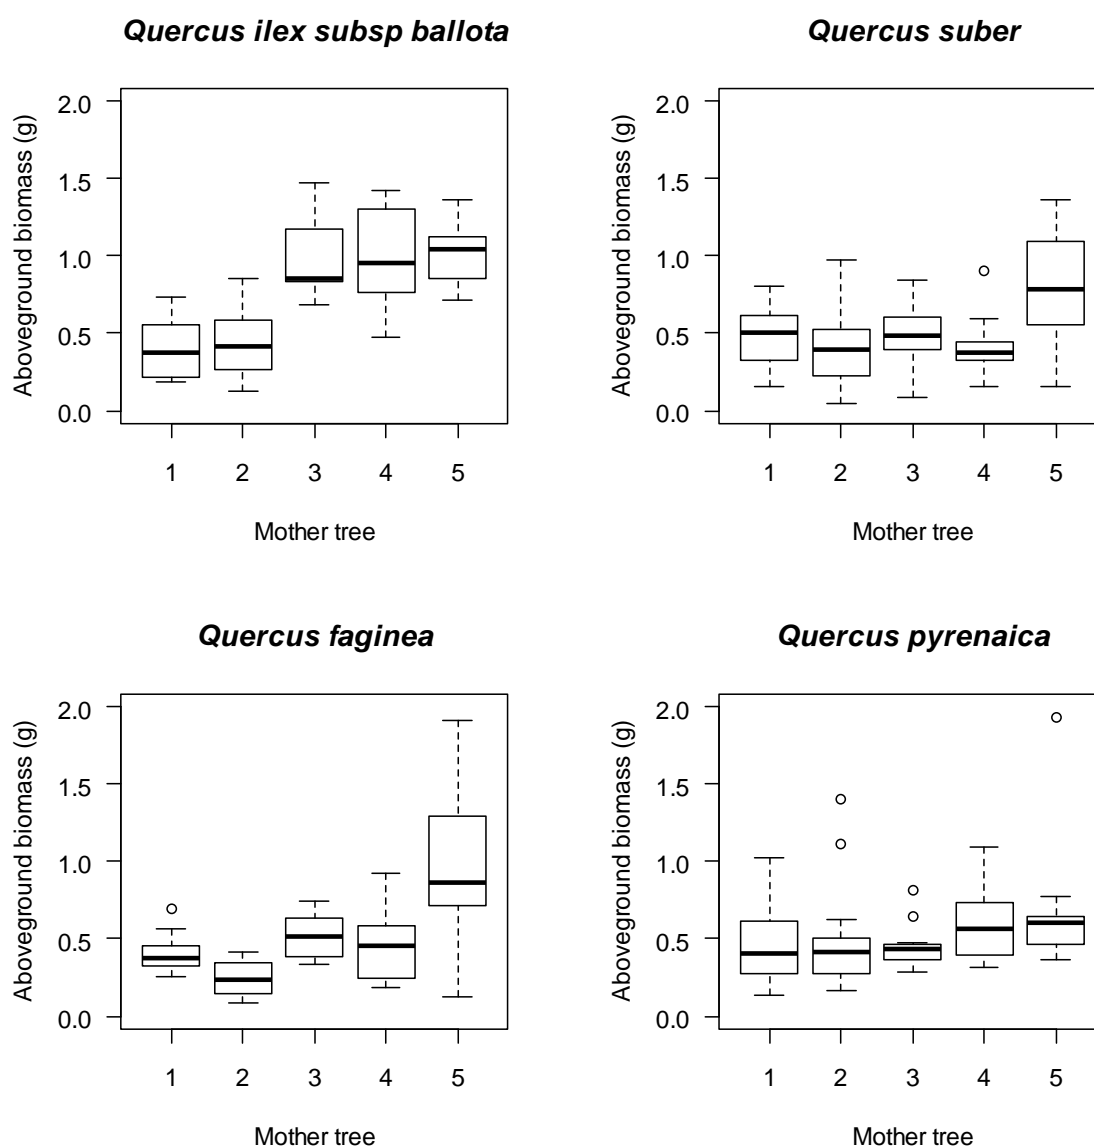 Quercus ilex subsp ballota
Aboveground biomass (g)
2.0
1.5
1.0
0.5
0.0
1 2 3 4 5
Mother tree
Quercus suber
Aboveground biomass (g)
2.0
1.5
1.0
0.5
0.0
1 2 3 4 5
Mother tree
Quercus faginea
Aboveground biomass (g)
2.0
1.5
1.0
0.5
0.0
1 2 3 4 5
Mother tree
Quercus pyrenaica
Aboveground biomass (g)
2.0
1.5
1.0
0.5
0.0
1 2 3 4 5
Mother tree